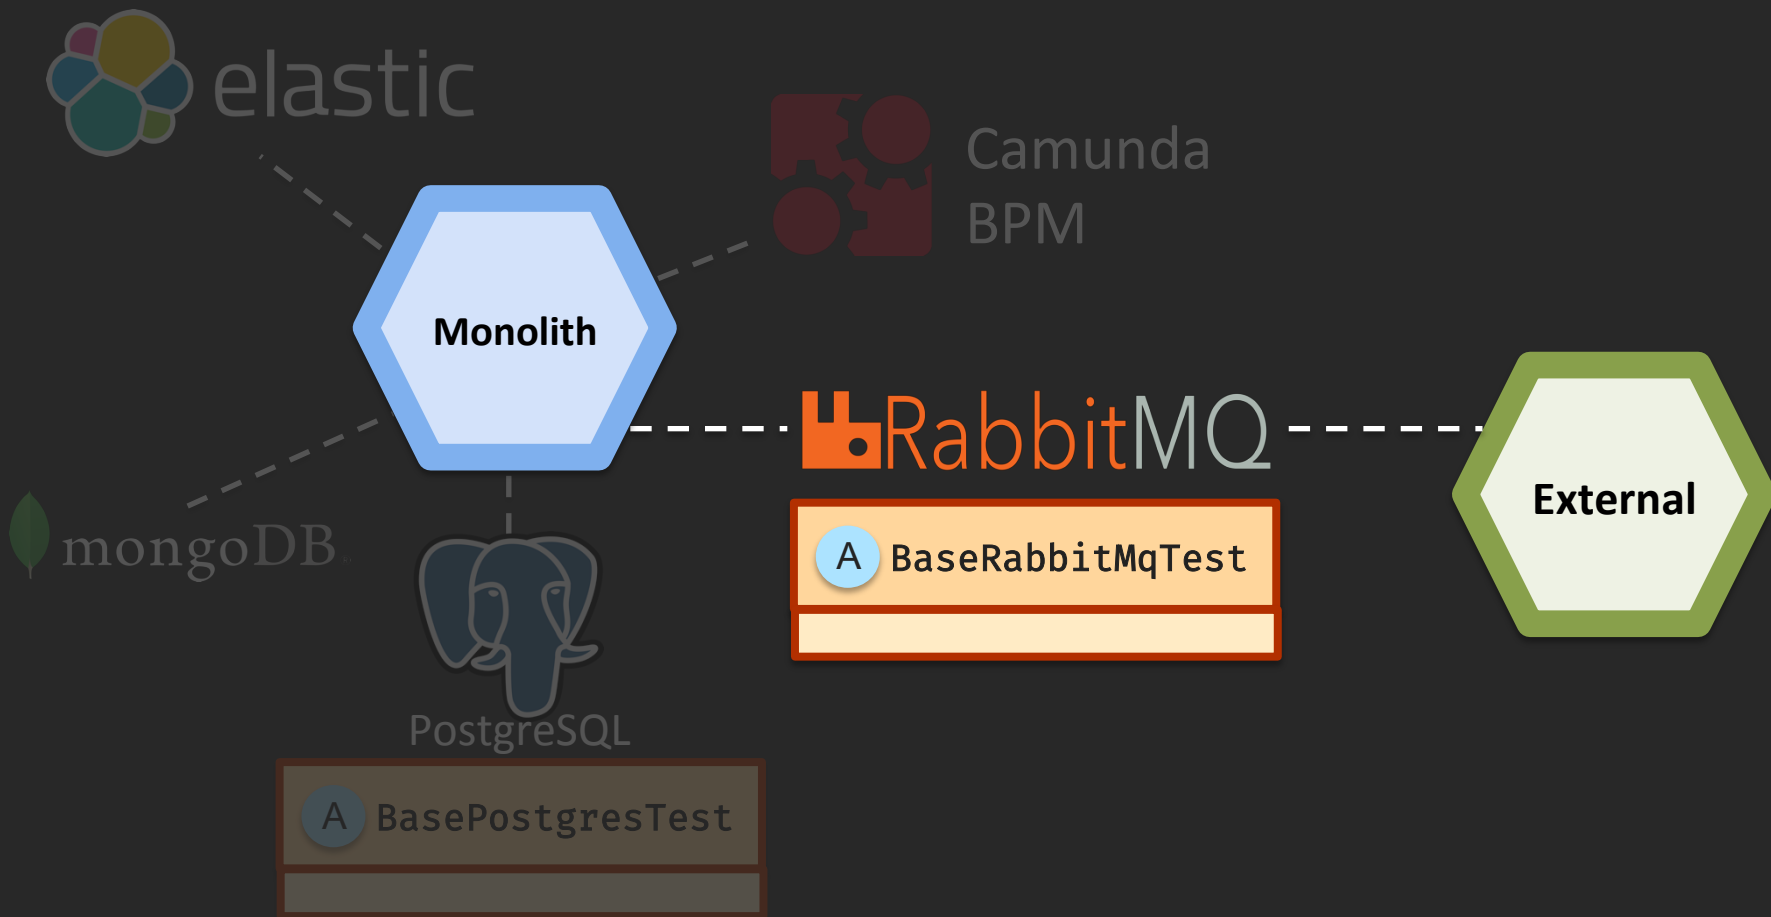 elastic
Camunda
BPM
Monolith
RabbitMQ
External
A BaseRabbitMqTest
mongoDB
PostgreSQL
A BasePostgresTest